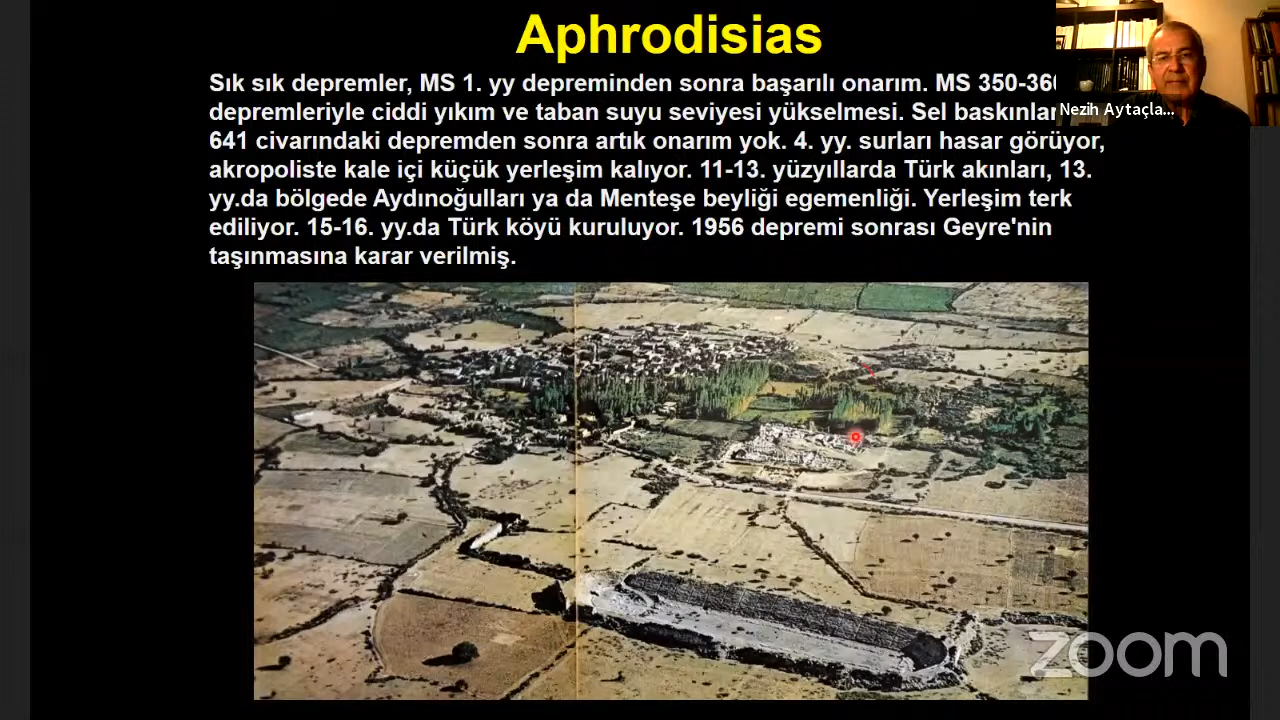 Aphrodisias
Sık sık depremler, MS 1. yy depreminden sonra başarılı onarım. MS
depremleriyle ciddi yıkım ve taban suyu seviyesi yükselmesi. Sel
641 civarındaki depremden sonra artık onarım yok. 4. yy. surları hasar görüyor,
akropoliste kale içi küçük yerleşim kalıyor. 11-13. yüzyıllarda Türk akınları, 13.
yy.da bölgede Aydınoğulları ya da Menteşe beyliği egemenliği. Yerleşim terk
ediliyor. 15-16. yy.da Türk köyü kuruluyor. 1956 depremi sonrası Geyre'nin
taşınmasına karar verilmiş.
Nezih Aytaçla...
zoom